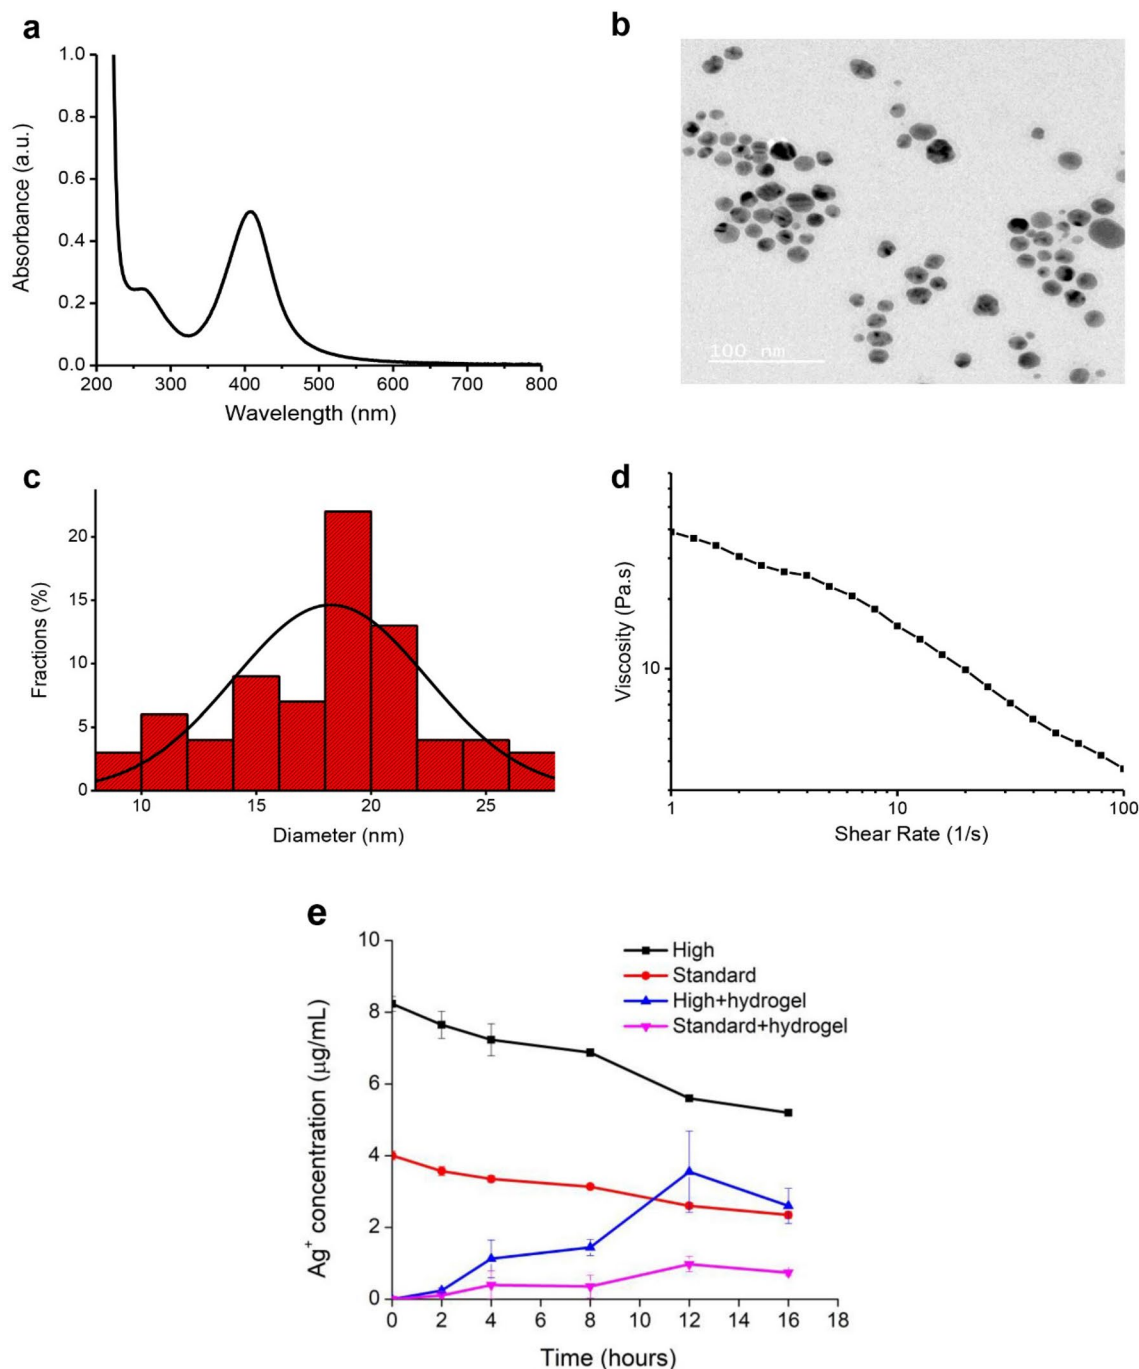 a
1.0
0.8
0.6
0.4
0.2
0.0
Absorbance (a.u.)
200 300 400 500 600 700 800
Wavelength (nm)
b
100 nm
c
20
15
10
5
0
Fractions (%)
10 15 20 25
Diameter (nm)
d
Viscosity (Pa.s)
10
1 10 100
Shear Rate (1/s)
e
10
8
6
4
2
0
Ag⁺ concentration (µg/mL)
High
Standard
High+hydrogel
Standard+hydrogel
0 2 4 6 8 10 12 14 16 18
Time (hours)